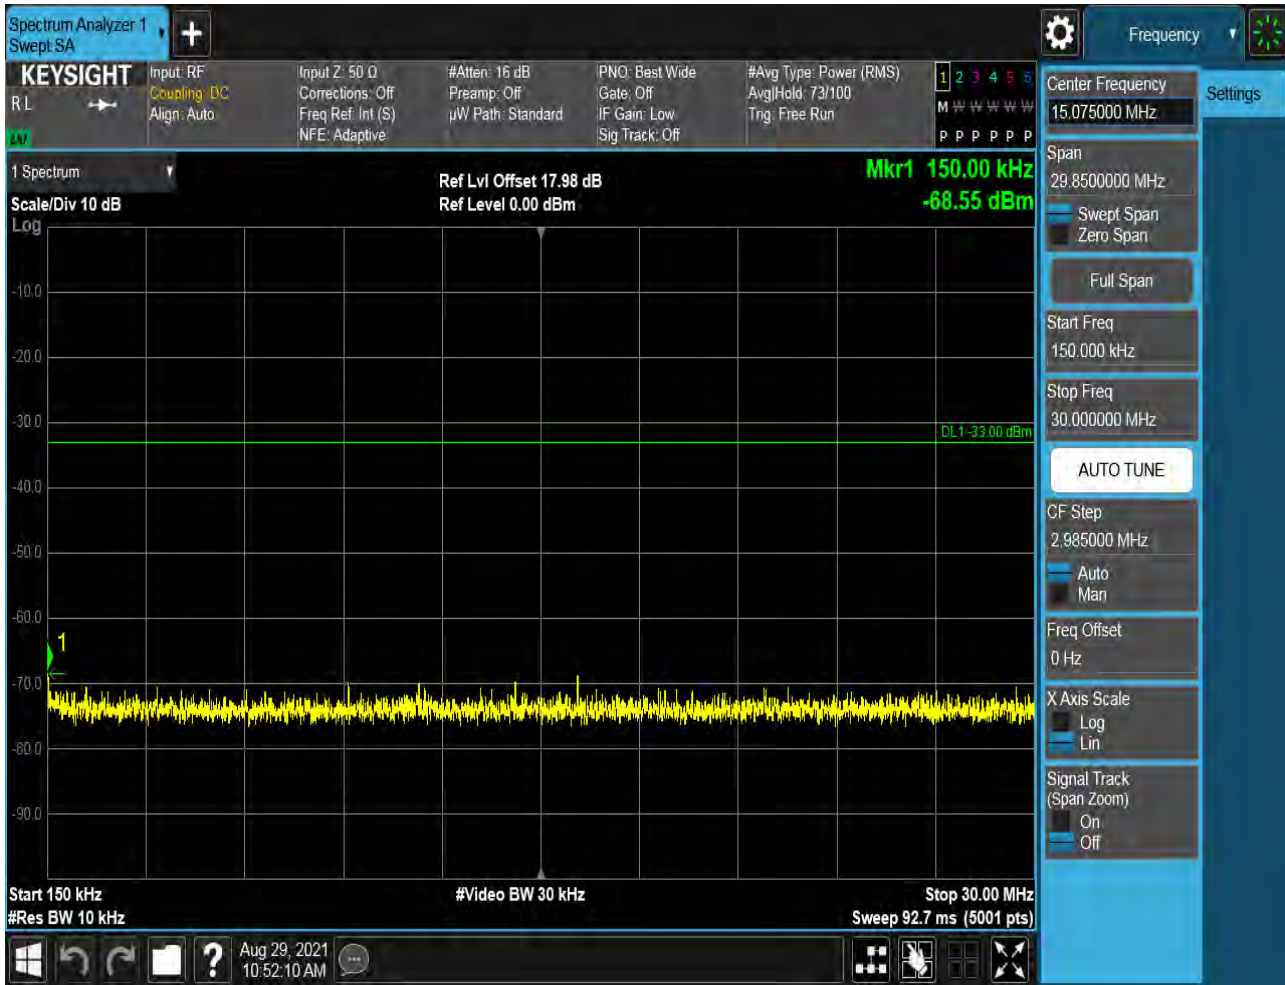 Spectrum Analyzer 1
Swept SA
Frequency
KEYSIGHT
R L
Input: RF
Coupling: DC
Align: Auto
Input Z: 50 Ω
Corrections: Off
Freq Ref: Int (S)
NFE: Adaptive
#Atten: 16 dB
Preamp: Off
µW Path: Standard
PNO: Best Wide
Gate: Off
IF Gain: Low
Sig Track: Off
#Avg Type: Power (RMS)
Avg|Hold: 73/100
Trig: Free Run
1 2 3 4 5 6
M W W W W W
P P P P P P
1 Spectrum
Scale/Div 10 dB
Log
Ref Lvl Offset 17.98 dB
Ref Level 0.00 dBm
Mkr1 150.00 kHz
-68.55 dBm
-10.0
-20.0
-30.0
DL1 -33.00 dBm
-40.0
-50.0
-60.0
1
-70.0
-80.0
-90.0
Start 150 kHz
#Res BW 10 kHz
#Video BW 30 kHz
Stop 30.00 MHz
Sweep 92.7 ms (5001 pts)
Aug 29, 2021
10:52:10 AM
Center Frequency
15.075000 MHz
Settings
Span
29.8500000 MHz
Swept Span
Zero Span
Full Span
Start Freq
150.000 kHz
Stop Freq
30.000000 MHz
AUTO TUNE
CF Step
2.985000 MHz
Auto
Man
Freq Offset
0 Hz
X Axis Scale
Log
Lin
Signal Track
(Span Zoom)
On
Off